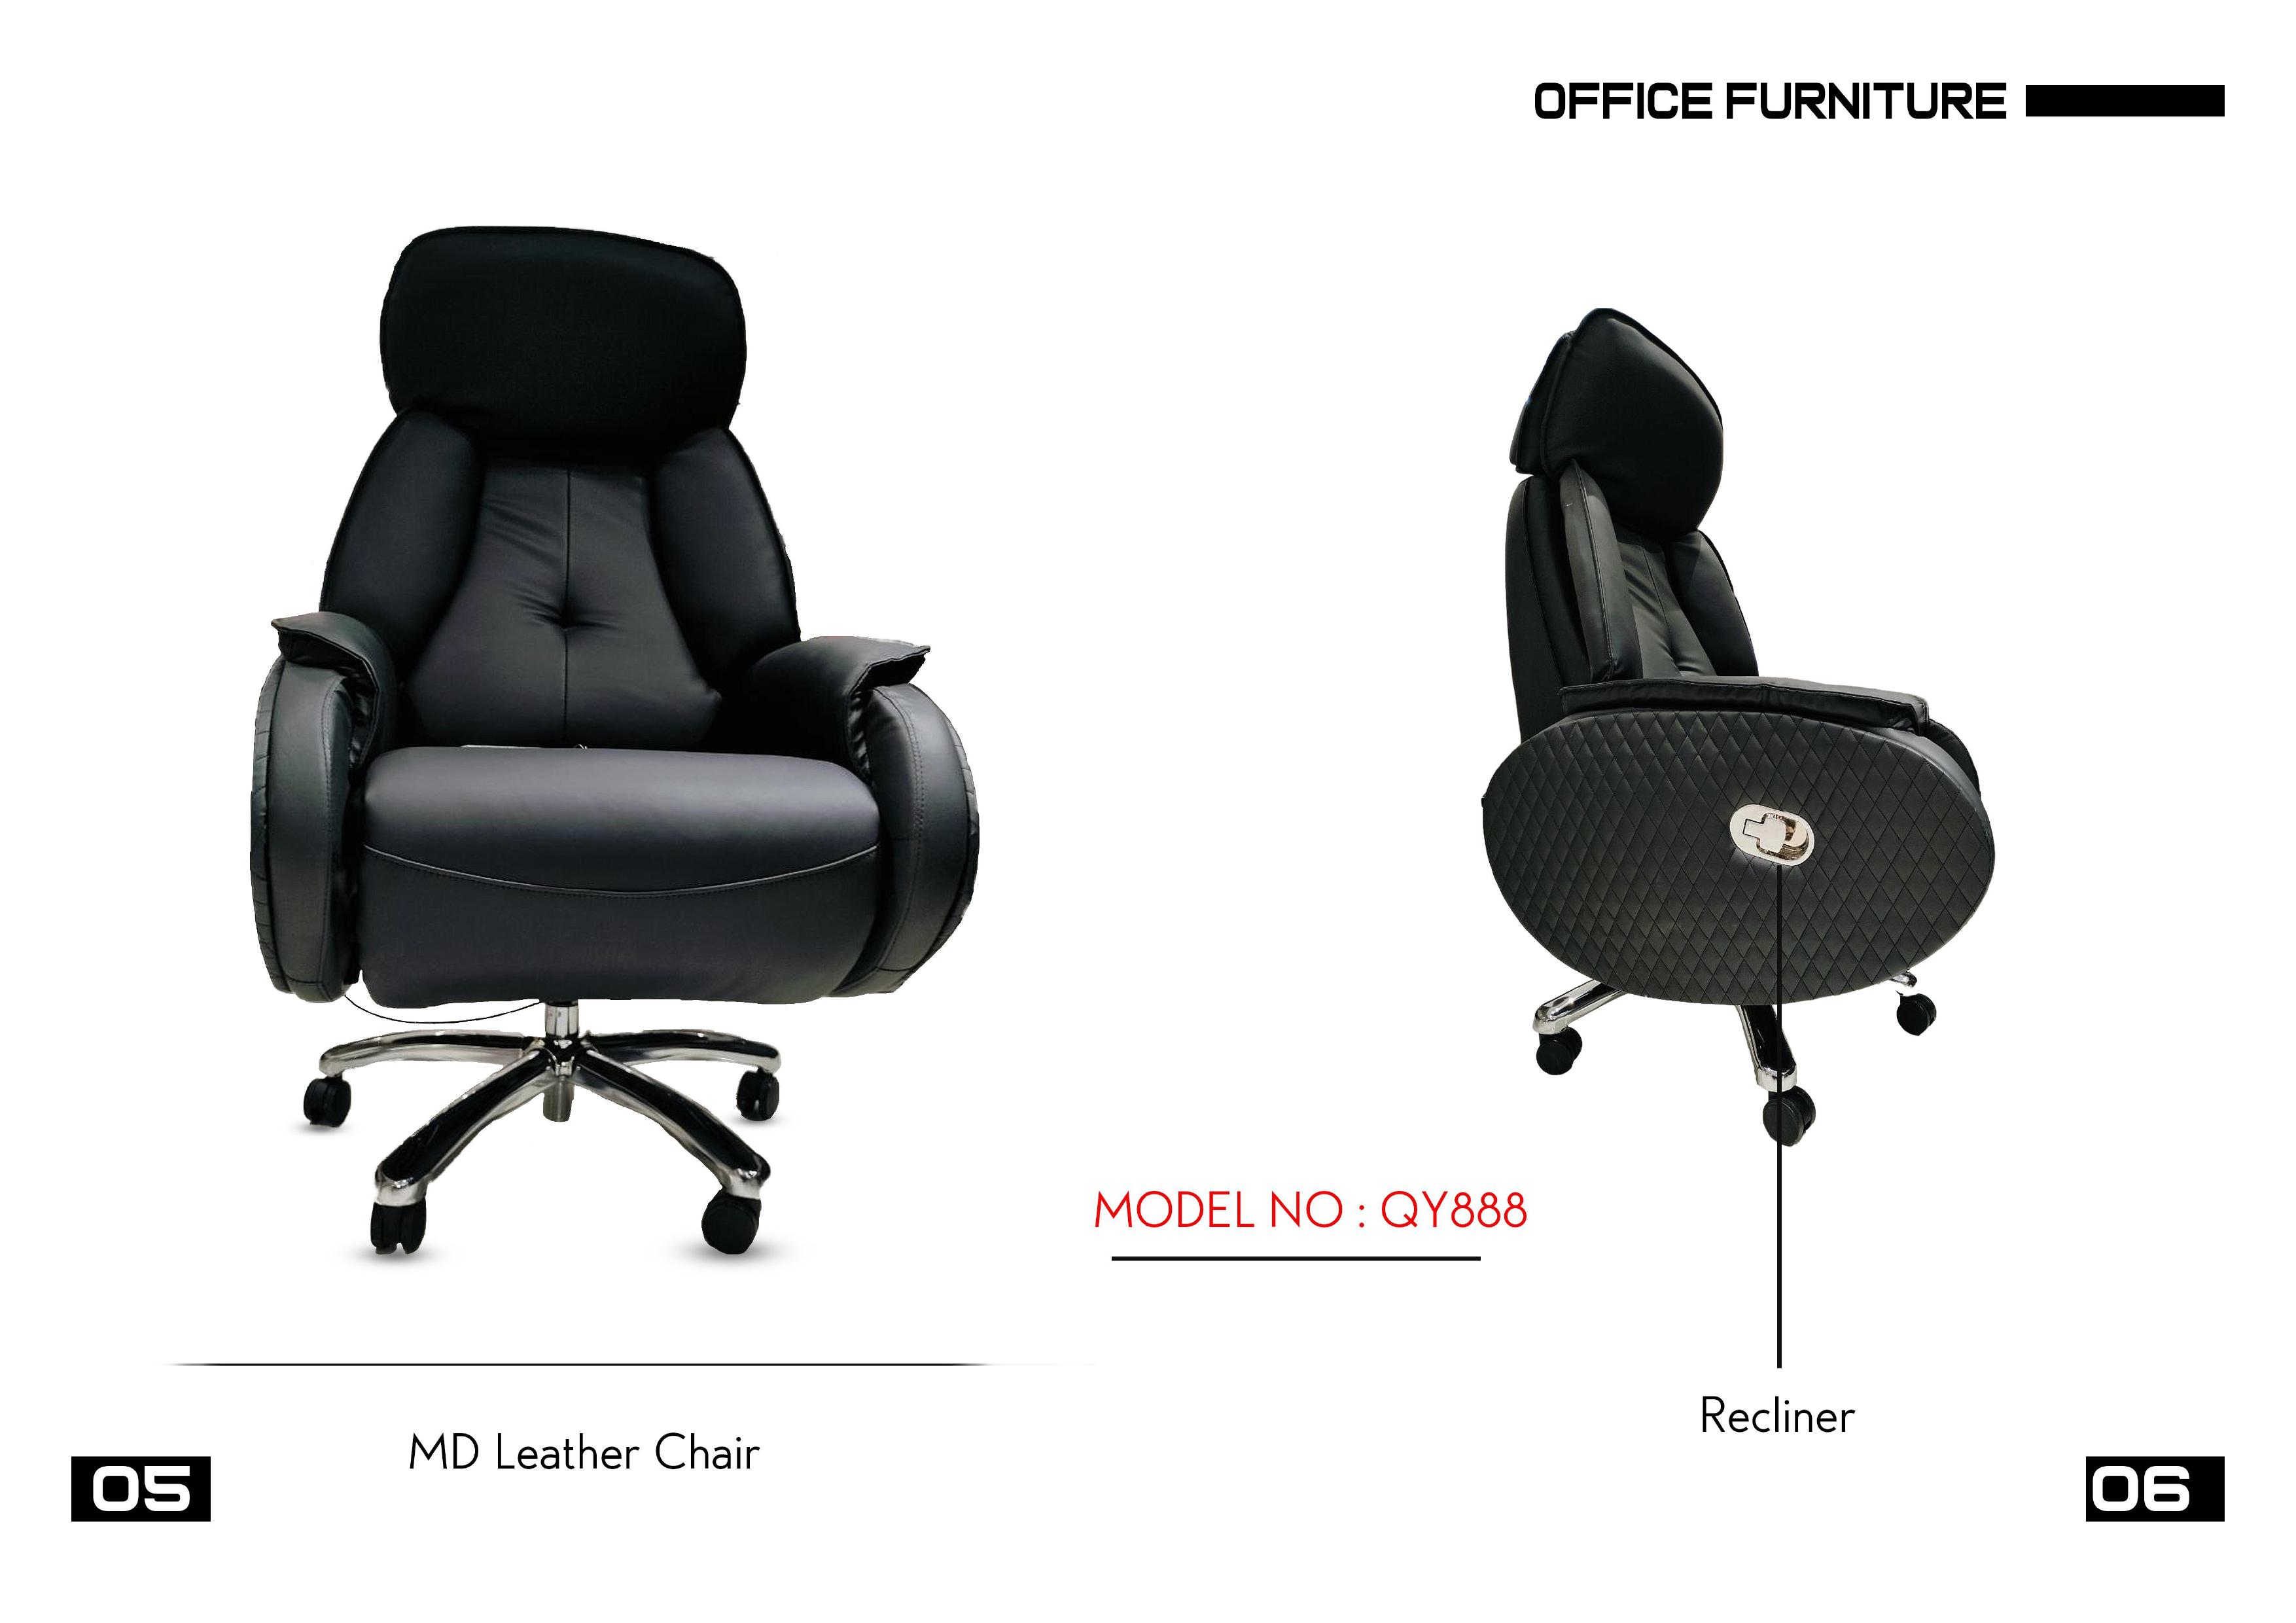 OFFICE FURNITURE
MODEL NO : QY888
Recliner
MD Leather Chair
05
06